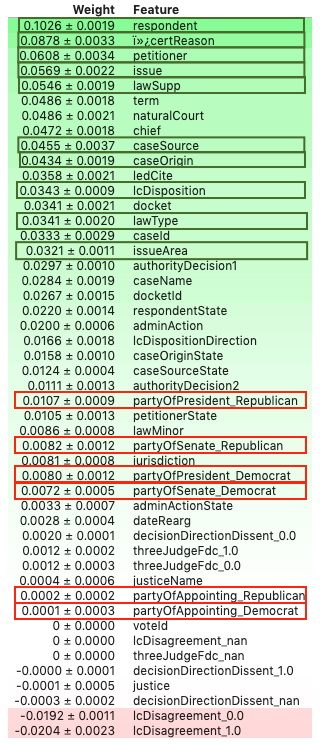 Weight Feature
0.1026 ± 0.0019 respondent
0.0878 ± 0.0033 ï»¿certReason
0.0608 ± 0.0034 petitioner
0.0569 ± 0.0022 issue
0.0546 ± 0.0019 lawSupp
0.0486 ± 0.0018 term
0.0486 ± 0.0021 naturalCourt
0.0472 ± 0.0018 chief
0.0455 ± 0.0037 caseSource
0.0434 ± 0.0019 caseOrigin
0.0358 ± 0.0021 ledCite
0.0343 ± 0.0009 lcDisposition
0.0341 ± 0.0021 docket
0.0341 ± 0.0020 lawType
0.0333 ± 0.0029 caseId
0.0321 ± 0.0011 issueArea
0.0297 ± 0.0010 authorityDecision1
0.0284 ± 0.0019 caseName
0.0267 ± 0.0015 docketId
0.0220 ± 0.0014 respondentState
0.0200 ± 0.0006 adminAction
0.0166 ± 0.0018 lcDispositionDirection
0.0158 ± 0.0010 caseOriginState
0.0124 ± 0.0004 caseSourceState
0.0111 ± 0.0013 authorityDecision2
0.0107 ± 0.0009 partyOfPresident_Republican
0.0105 ± 0.0013 petitionerState
0.0086 ± 0.0008 lawMinor
0.0082 ± 0.0012 partyOfSenate_Republican
0.0081 ± 0.0008 jurisdiction
0.0080 ± 0.0012 partyOfPresident_Democrat
0.0072 ± 0.0005 partyOfSenate_Democrat
0.0033 ± 0.0007 adminActionState
0.0028 ± 0.0004 dateRearg
0.0020 ± 0.0001 decisionDirectionDissent_0.0
0.0012 ± 0.0002 threeJudgeFdc_1.0
0.0012 ± 0.0003 threeJudgeFdc_0.0
0.0004 ± 0.0006 justiceName
0.0002 ± 0.0002 partyOfAppointing_Republican
0.0001 ± 0.0003 partyOfAppointing_Democrat
0 ± 0.0000 voteId
0 ± 0.0000 lcDisagreement_nan
0 ± 0.0000 threeJudgeFdc_nan
-0.0000 ± 0.0001 decisionDirectionDissent_1.0
-0.0001 ± 0.0005 justice
-0.0003 ± 0.0002 decisionDirectionDissent_nan
-0.0192 ± 0.0011 lcDisagreement_0.0
-0.0204 ± 0.0023 lcDisagreement_1.0